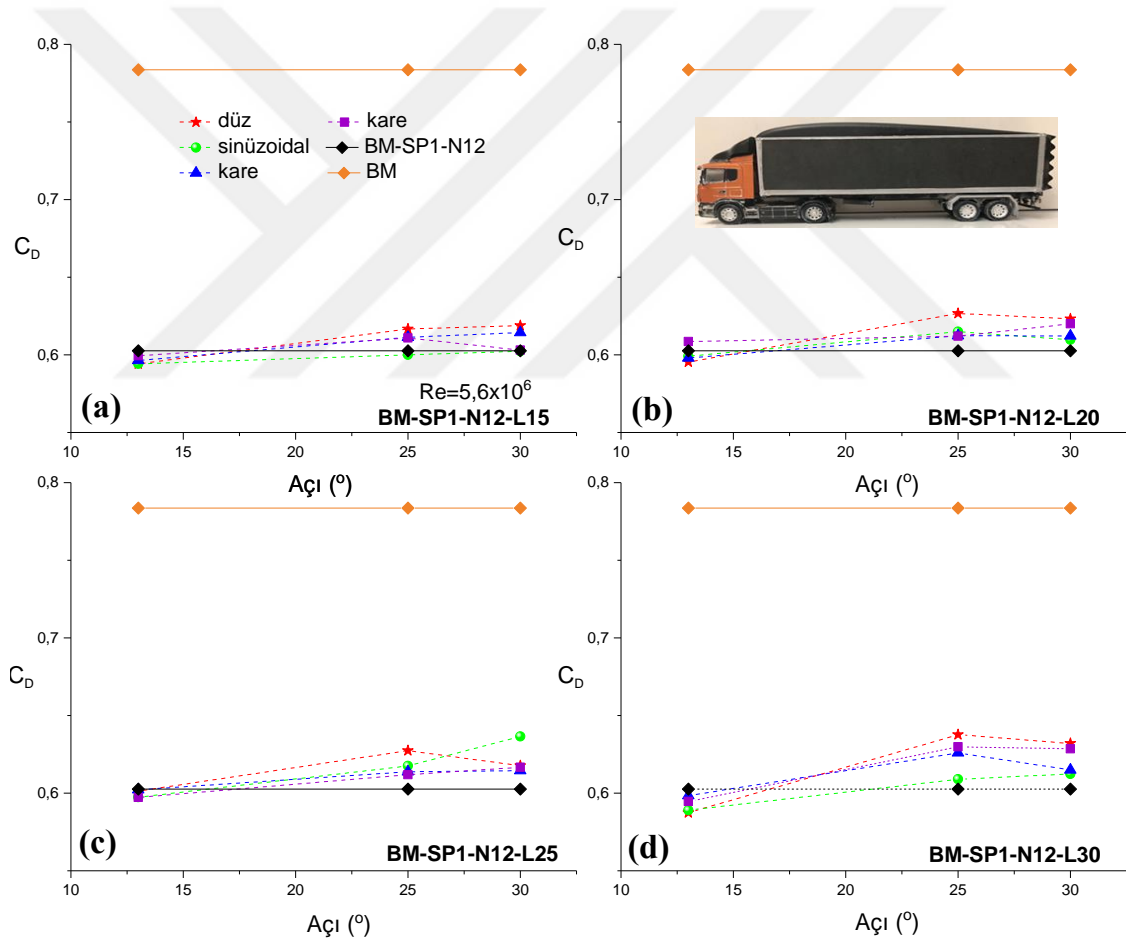 0,8
0,7
0,6
C_D
düz
sinüzoidal
kare
kare
BM-SP1-N12
BM
Re=5,6x10^6
(a)
BM-SP1-N12-L15
10 15 20 25 30
Açı (º)
0,8
0,7
0,6
C_D
(b)
BM-SP1-N12-L20
10 15 20 25 30
Açı (º)
0,8
0,7
0,6
C_D
(c)
BM-SP1-N12-L25
10 15 20 25 30
Açı (º)
0,8
0,7
0,6
C_D
(d)
BM-SP1-N12-L30
10 15 20 25 30
Açı (º)